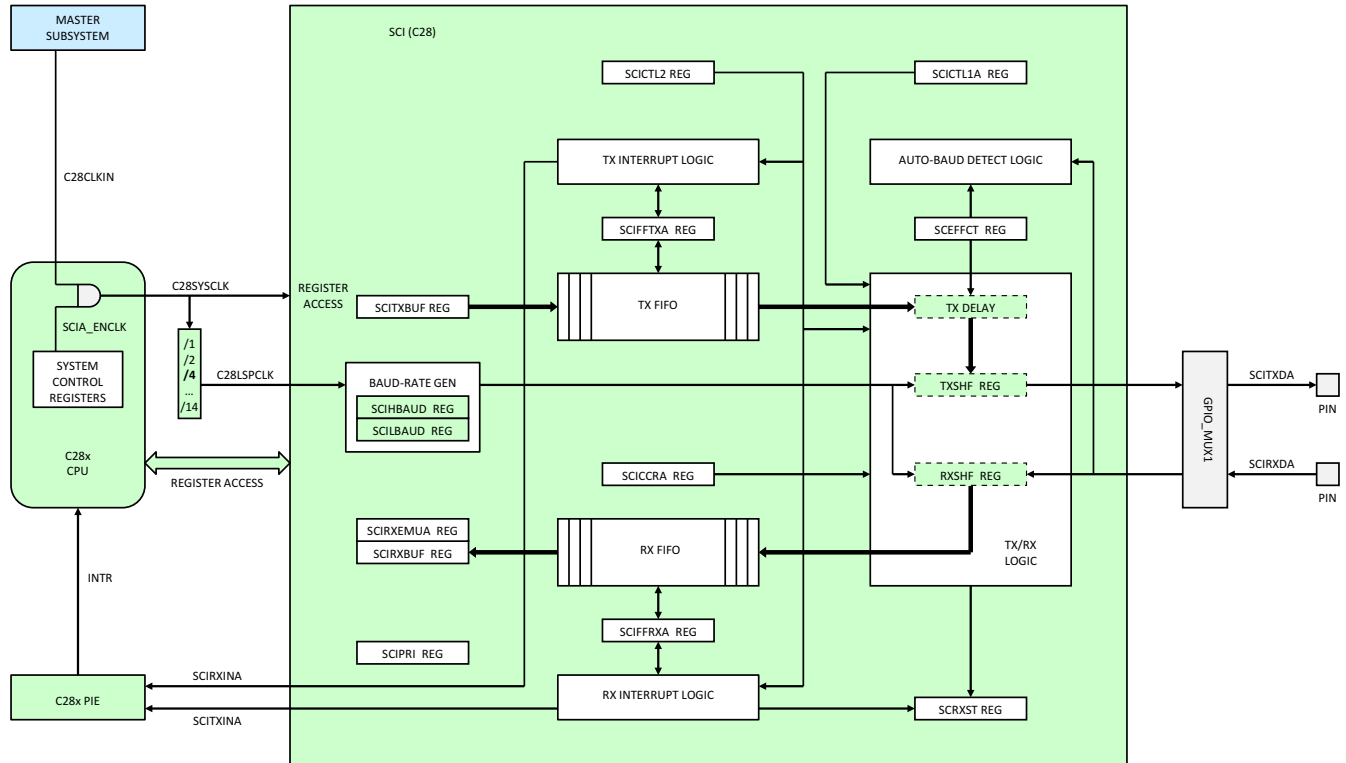 MASTER
SUBSYSTEM
SCI (C28)
SCICTL2 REG
SCICTL1A REG
TX INTERRUPT LOGIC
AUTO-BAUD DETECT LOGIC
C28CLKIN
SCIFFTXA REG
SCEFFCT REG
C28SYSCLK
REGISTER
ACCESS
SCITXBUF REG
TX FIFO
TX DELAY
SCIA_ENCLK
/1
/2
/4
...
/14
SYSTEM
CONTROL
REGISTERS
C28LSPCLK
BAUD-RATE GEN
SCIHBAUD REG
SCILBAUD REG
TXSHF REG
GPIO_MUX1
SCITXDA
PIN
C28x
CPU
REGISTER ACCESS
SCICCRA REG
RXSHF REG
SCIRXDA
PIN
SCIRXEMUA REG
SCIRXBUF REG
RX FIFO
TX/RX
LOGIC
INTR
SCIFFRXA REG
SCIPRI REG
SCIRXINA
C28x PIE
RX INTERRUPT LOGIC
SCRXST REG
SCITXINA